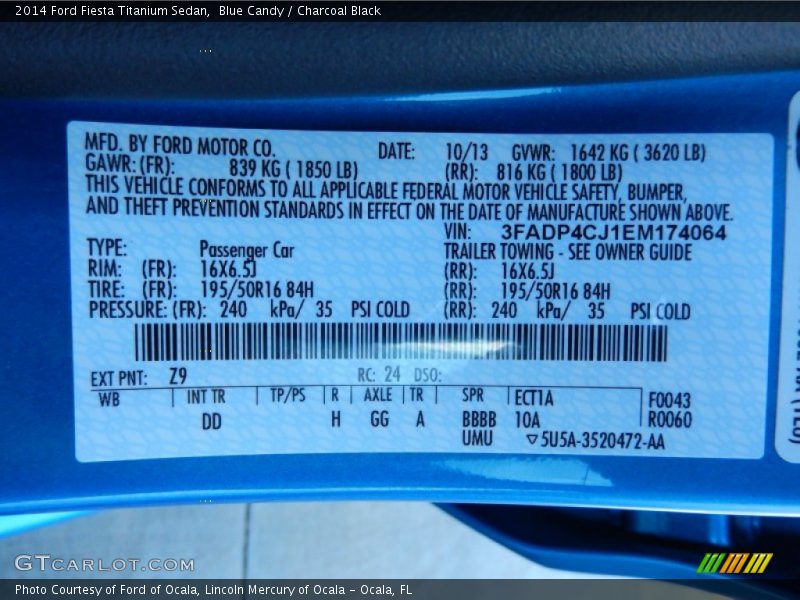 2014 Ford Fiesta Titanium Sedan,  Blue Candy / Charcoal Black
MFD. BY FORD MOTOR CO. DATE: 10/13 GVWR: 1642 KG ( 3620 LB)
GAWR: (FR): 839 KG ( 1850 LB) (RR): 816 KG ( 1800 LB)
THIS VEHICLE CONFORMS TO ALL APPLICABLE FEDERAL MOTOR VEHICLE SAFETY, BUMPER,
AND THEFT PREVENTION STANDARDS IN EFFECT ON THE DATE OF MANUFACTURE SHOWN ABOVE.
VIN: 3FADP4CJ1EM174064
TYPE: Passenger Car TRAILER TOWING - SEE OWNER GUIDE
RIM: (FR): 16X6.5J (RR): 16X6.5J
TIRE: (FR): 195/50R16 84H (RR): 195/50R16 84H
PRESSURE: (FR): 240 kPa/ 35 PSI COLD (RR): 240 kPa/ 35 PSI COLD
EXT PNT: Z9 RC: 24 DSO:
WB INT TR TP/PS R AXLE TR SPR ECT1A F0043
DD H GG A BBBB 10A R0060
UMU ▽5U5A-3520472-AA
GTCARLOT.COM
Photo Courtesy of Ford of Ocala, Lincoln Mercury of Ocala - Ocala, FL